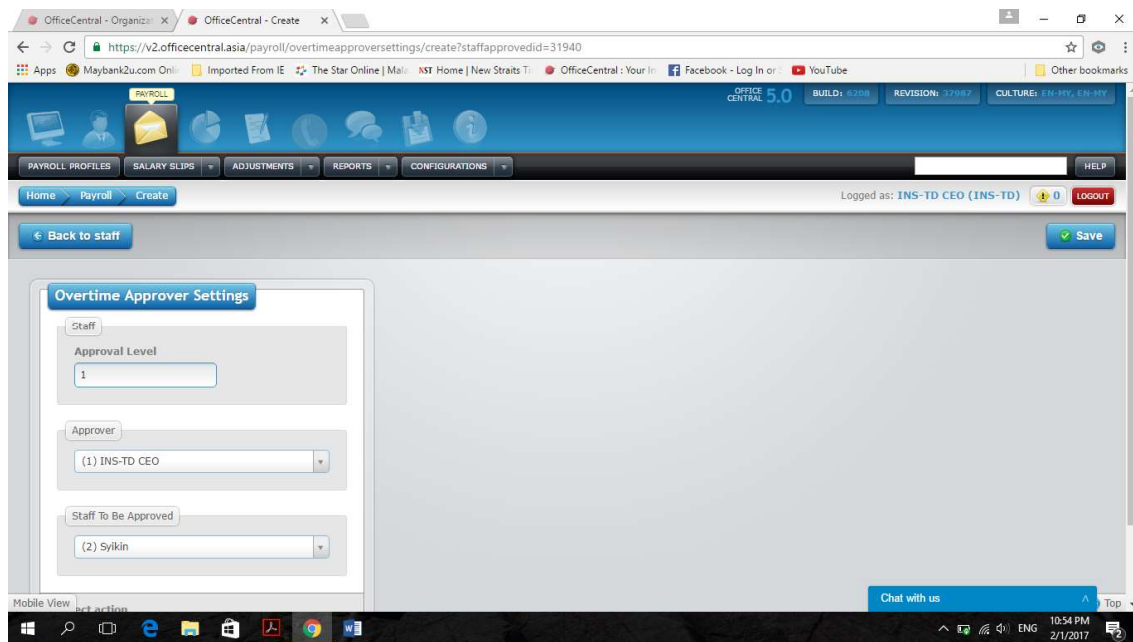 OfficeCentral - Organiza
OfficeCentral - Create
https://v2.officecentral.asia/payroll/overtimeapproversettings/create?staffapprovedid=31940
Apps Maybank2u.com Onli Imported From IE The Star Online | Mala NST Home | New Straits Ti OfficeCentral : Your In Facebook - Log In or YouTube Other bookmarks
PAYROLL
OFFICE CENTRAL 5.0 BUILD: 6208 REVISION: 37987 CULTURE: EN-MY, EN-MY
PAYROLL PROFILES SALARY SLIPS ADJUSTMENTS REPORTS CONFIGURATIONS HELP
Home Payroll Create Logged as: INS-TD CEO (INS-TD) 0 LOGOUT
Back to staff Save
Overtime Approver Settings
Staff
Approval Level
1
Approver
(1) INS-TD CEO
Staff To Be Approved
(2) Syikin
Mobile View ect action Chat with us Top
ENG 10:54 PM
2/1/2017